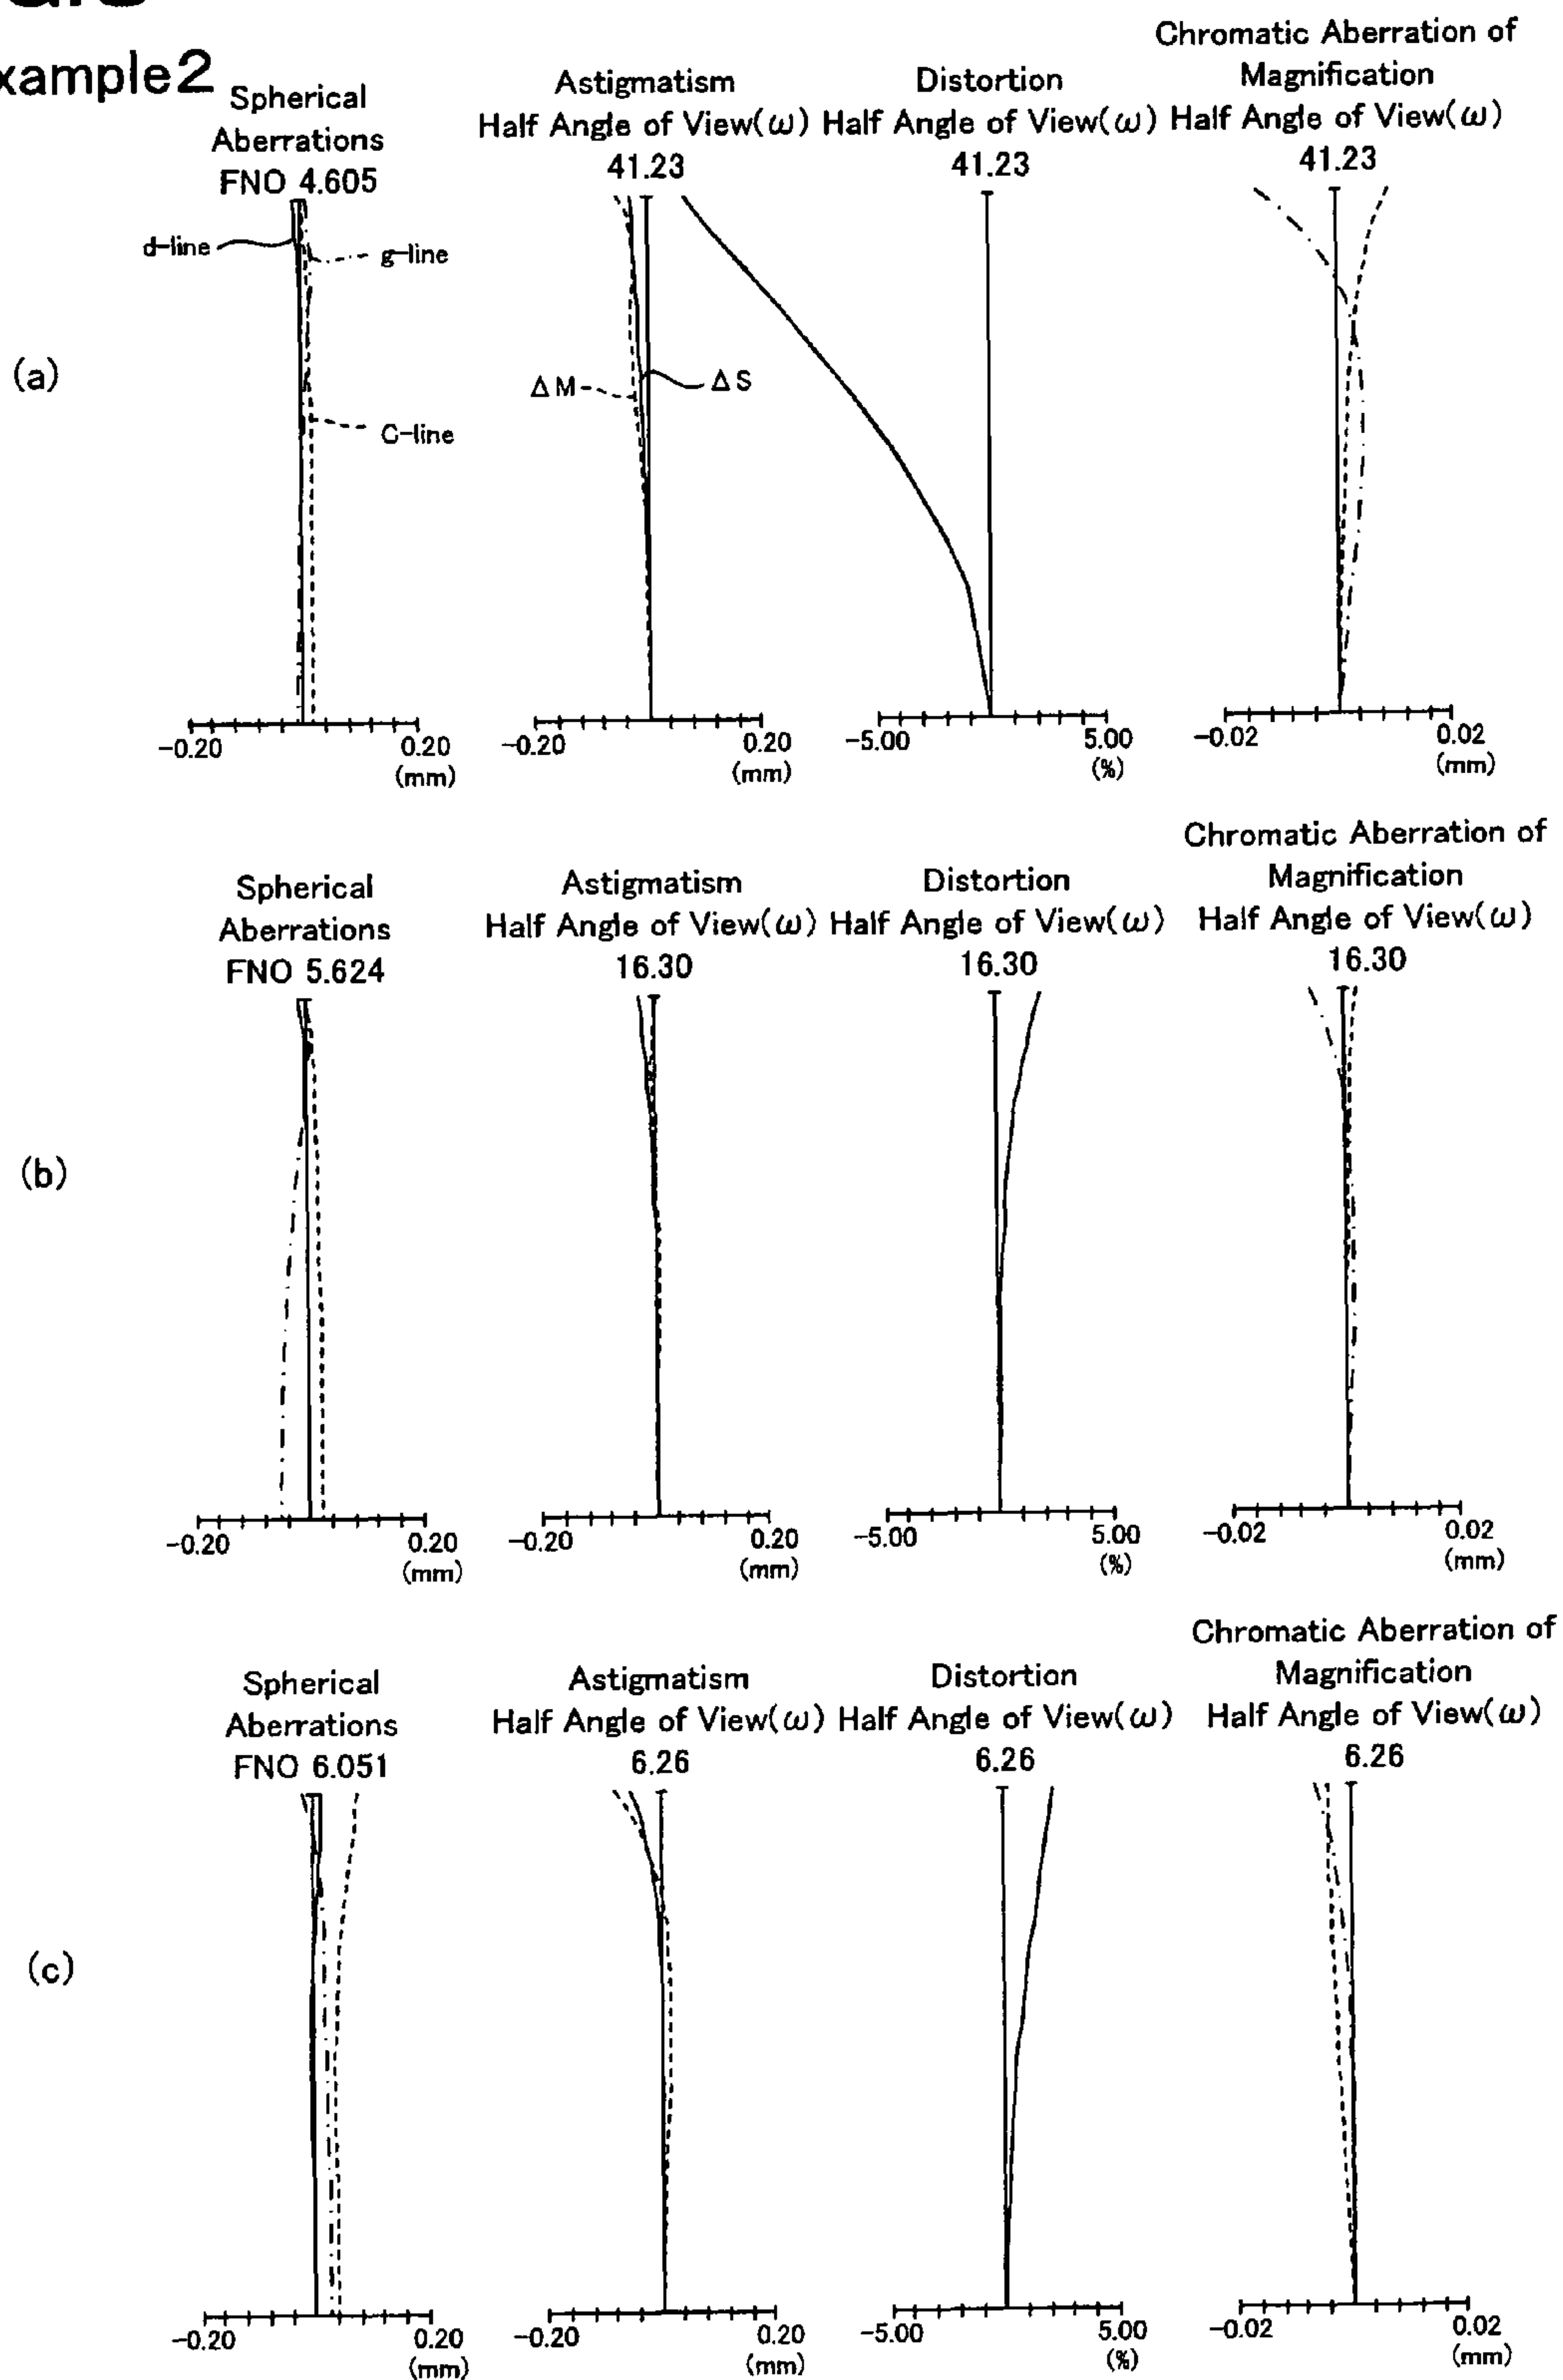 xample2
Spherical
Aberrations
FNO 4.605
Astigmatism
Half Angle of View(ω)
41.23
Distortion
Half Angle of View(ω)
41.23
Chromatic Aberration of
Magnification
Half Angle of View(ω)
41.23
(a)
d-line
g-line
C-line
ΔM
ΔS
-0.20
0.20
(mm)
-0.20
0.20
(mm)
-5.00
5.00
(%)
-0.02
0.02
(mm)
Spherical
Aberrations
FNO 5.624
Astigmatism
Half Angle of View(ω)
16.30
Distortion
Half Angle of View(ω)
16.30
Chromatic Aberration of
Magnification
Half Angle of View(ω)
16.30
(b)
-0.20
0.20
(mm)
-0.20
0.20
(mm)
-5.00
5.00
(%)
-0.02
0.02
(mm)
Spherical
Aberrations
FNO 6.051
Astigmatism
Half Angle of View(ω)
6.26
Distortion
Half Angle of View(ω)
6.26
Chromatic Aberration of
Magnification
Half Angle of View(ω)
6.26
(c)
-0.20
0.20
(mm)
-0.20
0.20
(mm)
-5.00
5.00
(%)
-0.02
0.02
(mm)